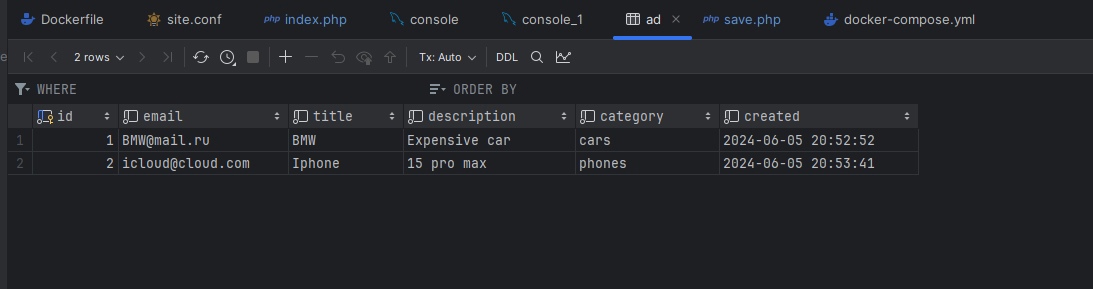 Dockerfile site.conf php index.php console console_1 ad php save.php docker-compose.yml
2 rows Tx: Auto DDL
WHERE ORDER BY
id email title description category created
1 1 BMW@mail.ru BMW Expensive car cars 2024-06-05 20:52:52
2 2 icloud@cloud.com Iphone 15 pro max phones 2024-06-05 20:53:41